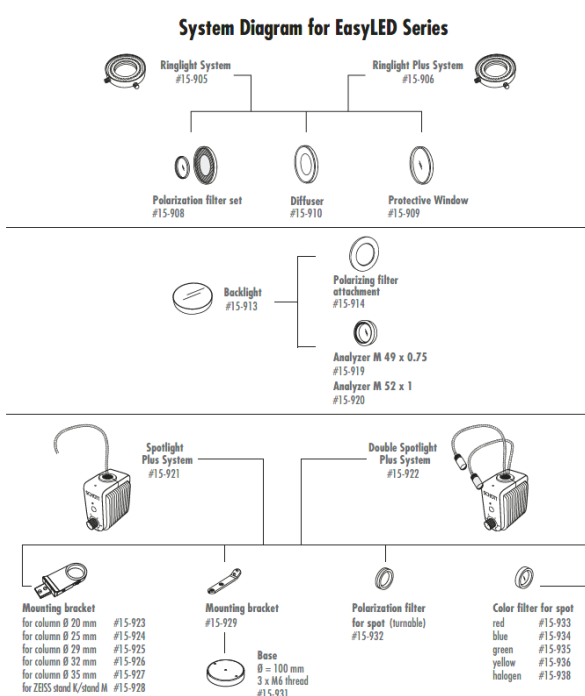 System Diagram for EasyLED Series
Ringlight System
#15-905
Ringlight Plus System
#15-906
Polarization filter set
#15-908
Diffuser
#15-910
Protective Window
#15-909
Backlight
#15-913
Polarizing filter
attachment
#15-914
Analyzer M 49 x 0.75
#15-919
Analyzer M 52 x 1
#15-920
Spotlight
Plus System
#15-921
Double Spotlight
Plus System
#15-922
SCHOTT
SCHOTT
Mounting bracket
for column Ø 20 mm #15-923
for column Ø 25 mm #15-924
for column Ø 29 mm #15-925
for column Ø 32 mm #15-926
for column Ø 35 mm #15-927
for ZEISS stand K/stand M #15-928
Mounting bracket
#15-929
Base
Ø = 100 mm
3 x M6 thread
#15-931
Polarization filter
for spot (turnable)
#15-932
Color filter for spot
red #15-933
blue #15-934
green #15-935
yellow #15-936
halogen #15-938